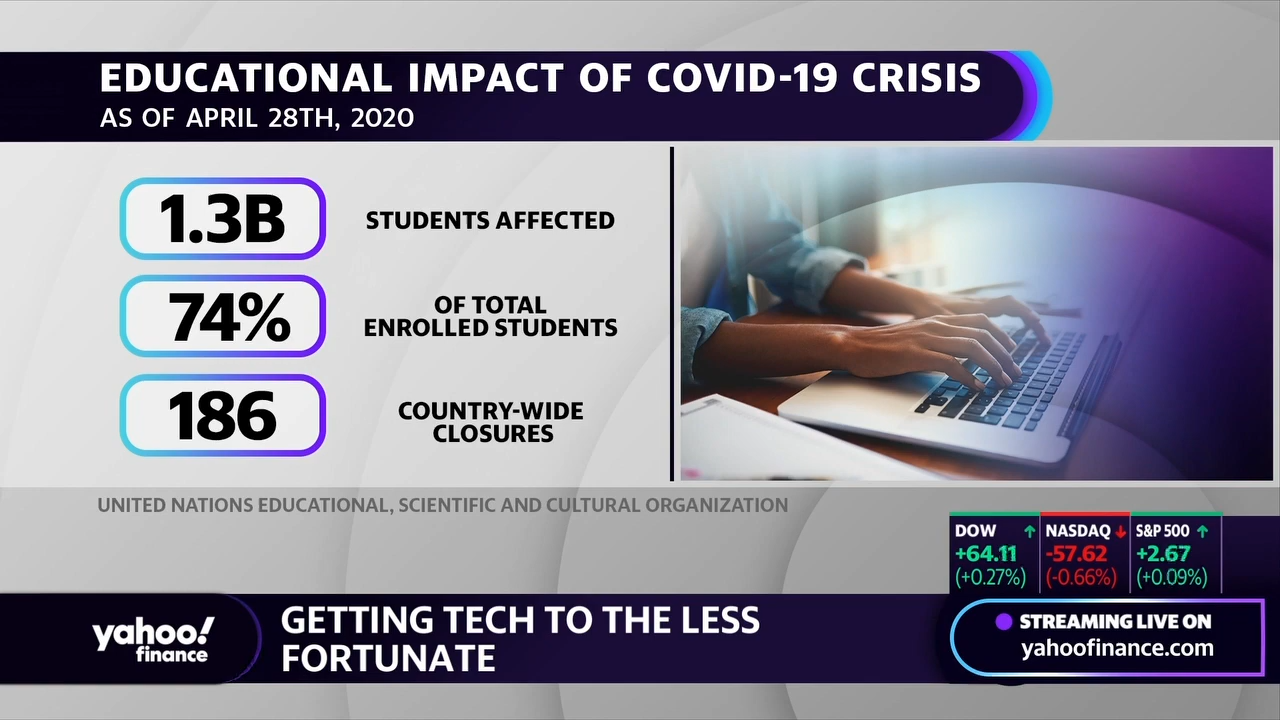 EDUCATIONAL IMPACT OF COVID-19 CRISIS
AS OF APRIL 28TH, 2020
1.3B
STUDENTS AFFECTED
74%
OF TOTAL
ENROLLED STUDENTS
186
COUNTRY-WIDE
CLOSURES
UNITED NATIONS EDUCATIONAL, SCIENTIFIC AND CULTURAL ORGANIZATION
DOW ↑
+64.11
(+0.27%)
NASDAQ ↓
-57.62
(-0.66%)
S&P 500 ↑
+2.67
(+0.09%)
yahoo!
finance
GETTING TECH TO THE LESS
FORTUNATE
STREAMING LIVE ON
yahoofinance.com